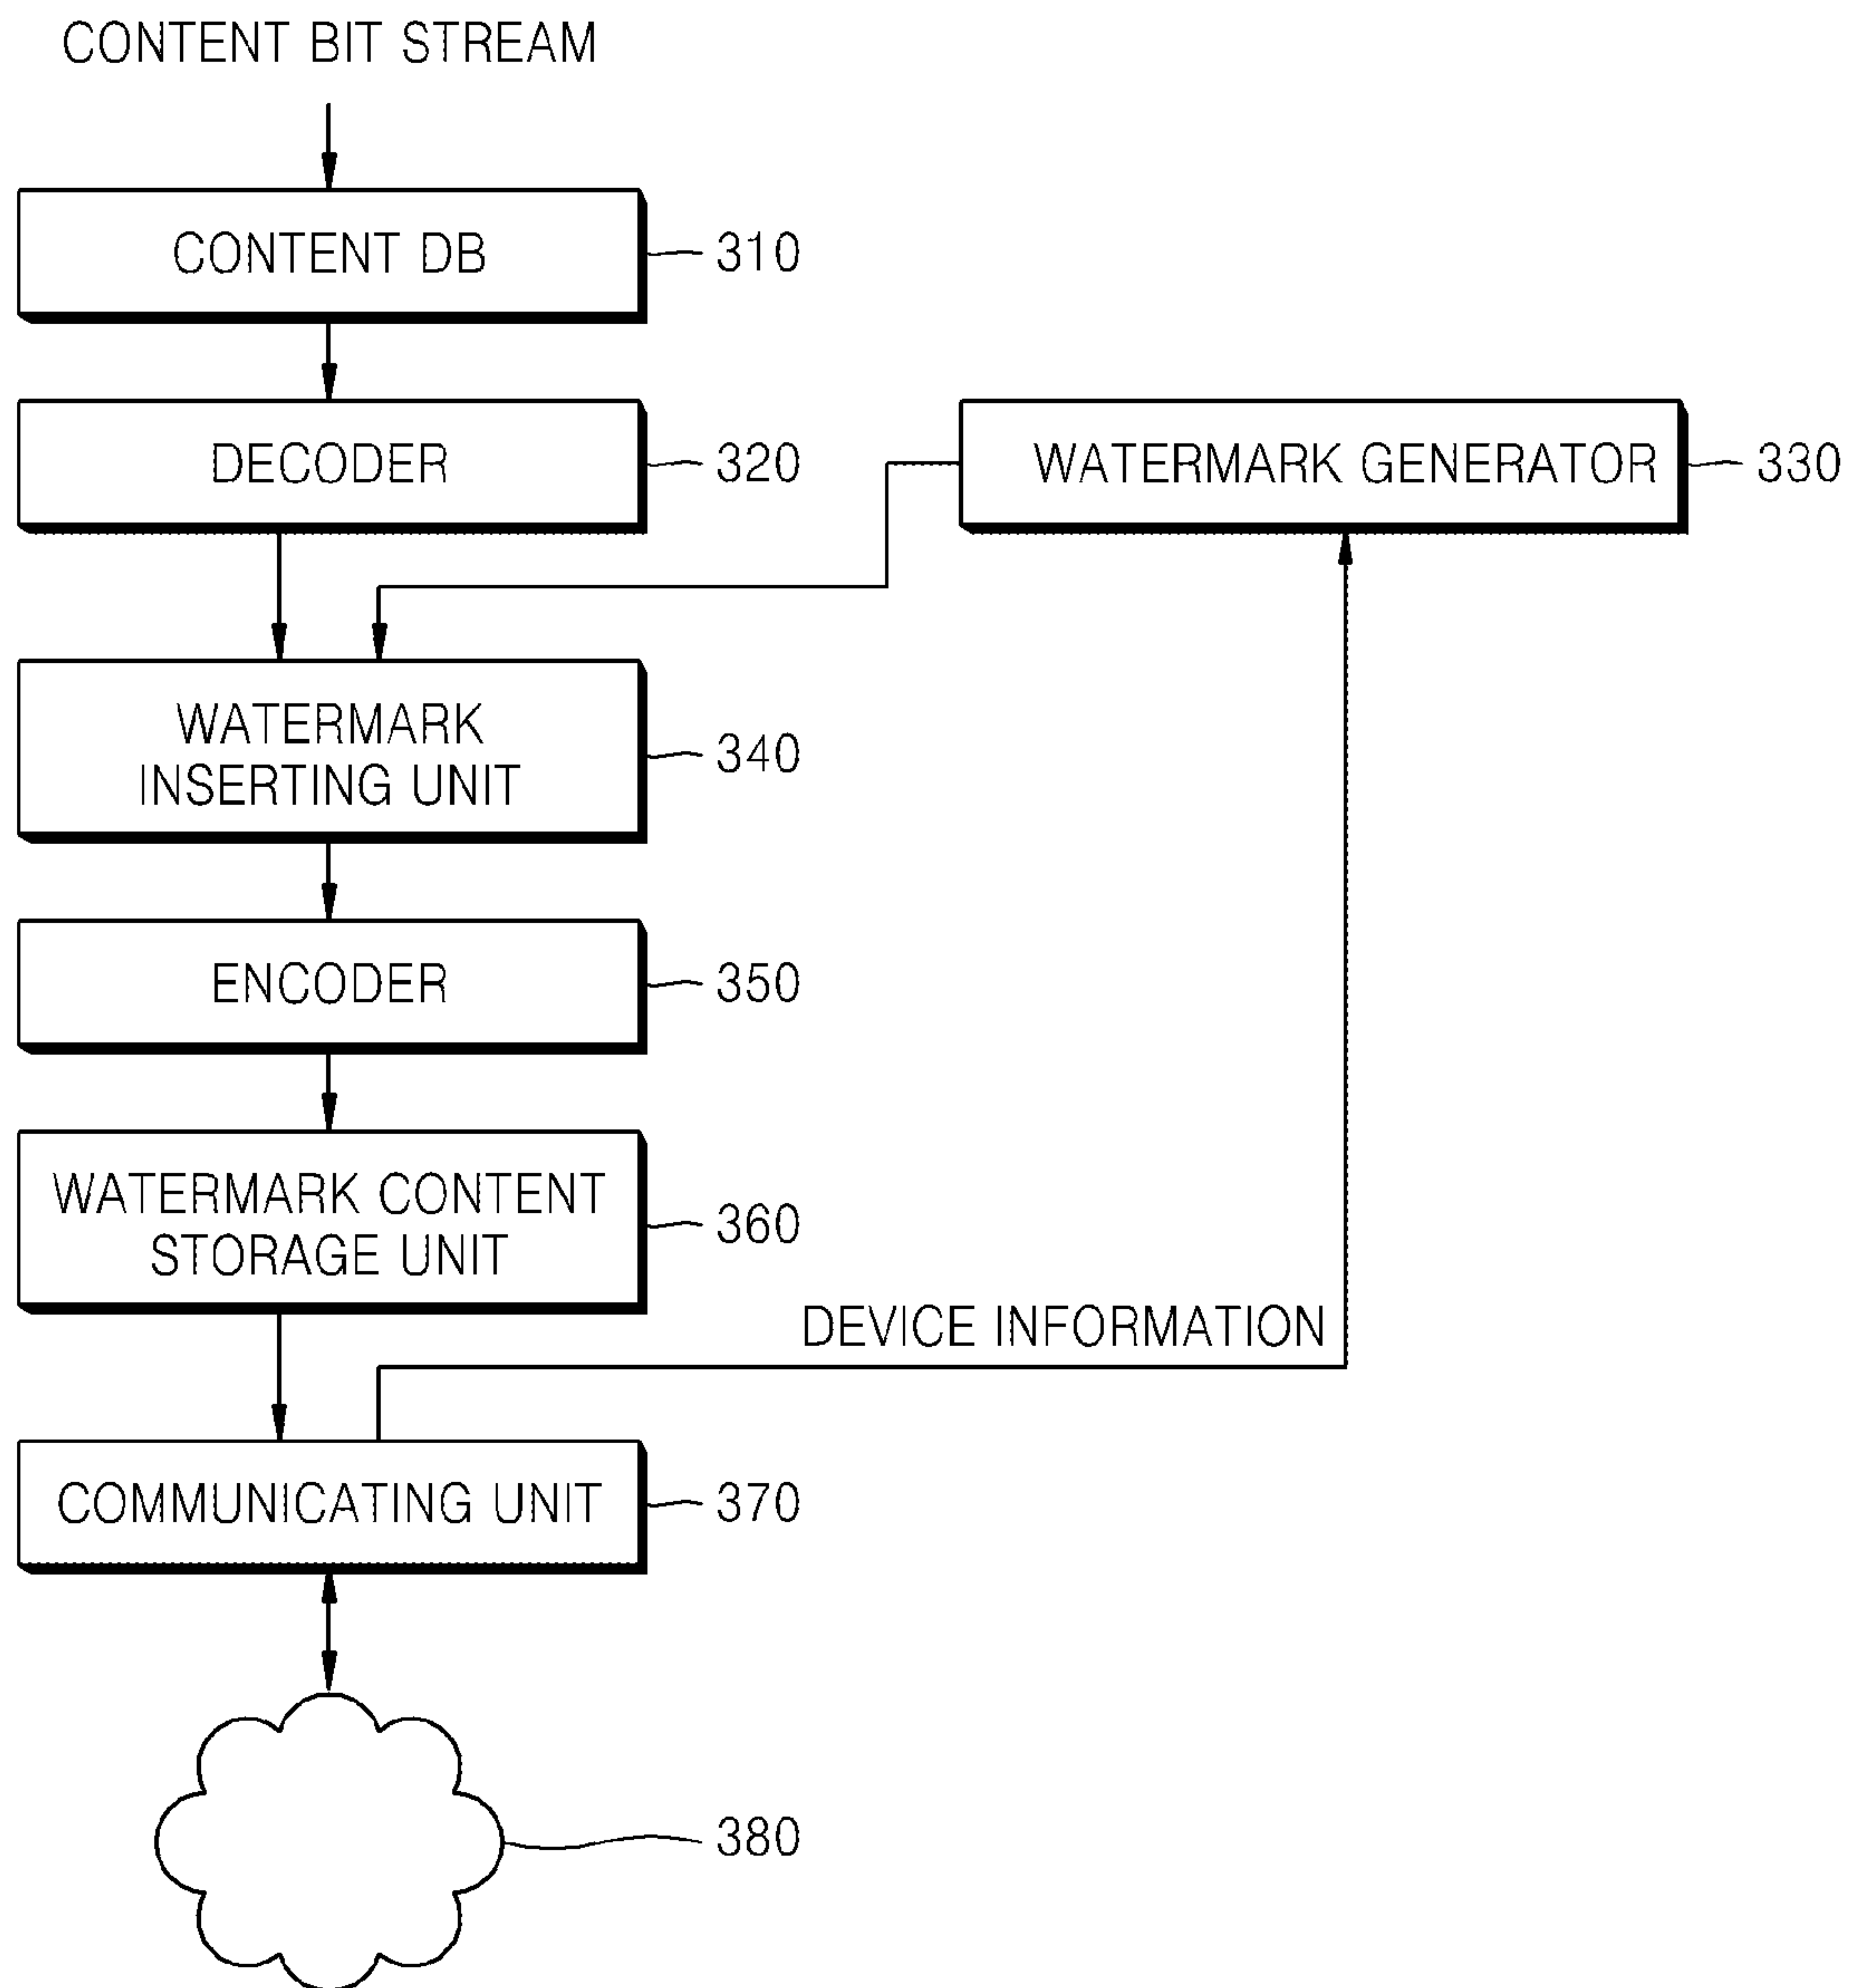 CONTENT BIT STREAM
CONTENT DB
310
DECODER
320
WATERMARK GENERATOR
330
WATERMARK
INSERTING UNIT
340
ENCODER
350
WATERMARK CONTENT
STORAGE UNIT
360
DEVICE INFORMATION
COMMUNICATING UNIT
370
380